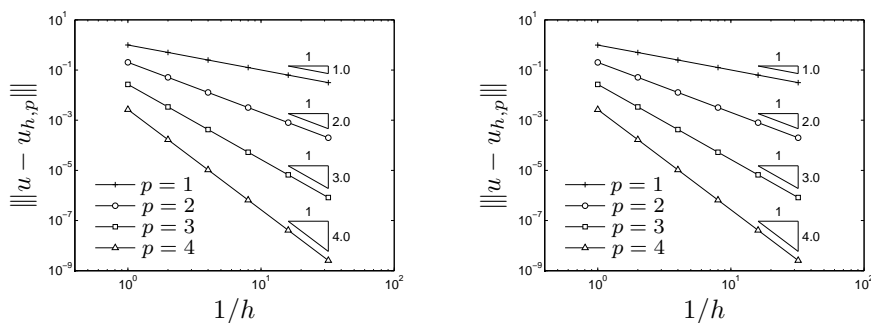 10^1
10^-1
10^-3
10^-5
10^-7
10^-9
10^0
10^1
10^2
|||u − u_{h,p}|||
1/h
p = 1
p = 2
p = 3
p = 4
1
1.0
1
2.0
1
3.0
1
4.0
10^1
10^-1
10^-3
10^-5
10^-7
10^-9
10^0
10^1
10^2
|||u − u_{h,p}|||
1/h
p = 1
p = 2
p = 3
p = 4
1
1.0
1
2.0
1
3.0
1
4.0